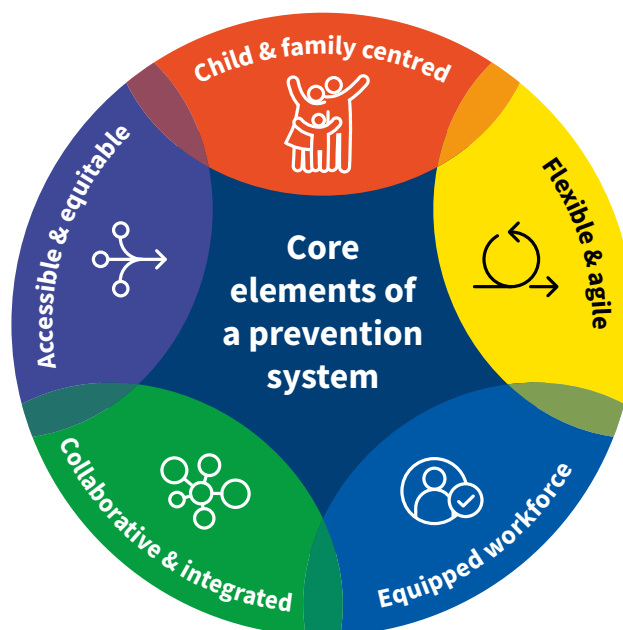 Child & family centred
Flexible & agile
Equipped workforce
Collaborative & integrated
Accessible & equitable
Core
elements of
a prevention
system